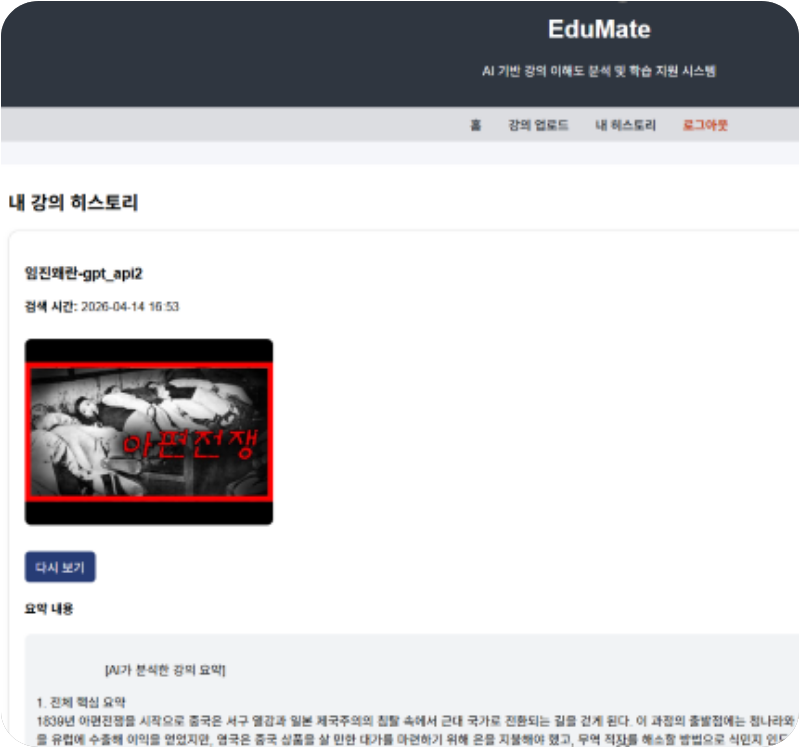 EduMate
AI 기반 강의 이해도 분석 및 학습 지원 시스템
홈 강의 업로드 내 히스토리 로그아웃
내 강의 히스토리
임진왜란-gpt_api2
검색 시간: 2026-04-14 16:53
아편전쟁
다시 보기
요약 내용
[AI가 분석한 강의 요약]
1. 전체 핵심 요약
1839년 아편전쟁을 시작으로 중국은 서구 열강과 일본 제국주의의 침탈 속에서 근대 국가로 전환되는 길을 걷게 된다. 이 과정의 출발점에는 청나라와
을 유럽에 수출해 이익을 얻었지만, 영국은 중국 상품을 살 만한 대가를 마련하기 위해 은을 지불해야 했고, 무역 적자를 해소할 방법으로 식민지 인도